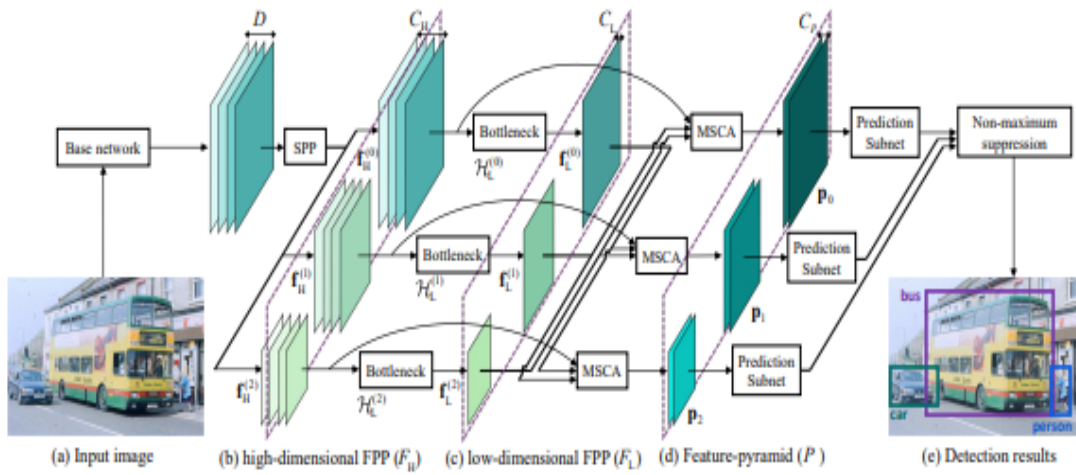 D
C_H
C_L
C_P
Base network
SPP
Bottleneck
MSCA
Prediction
Subnet
Non-maximum
suppression
f_H^(0)
H_L^(0)
f_L^(0)
p_0
Bottleneck
MSCA
Prediction
Subnet
f_H^(1)
H_L^(1)
f_L^(1)
p_1
bus
Bottleneck
MSCA
Prediction
Subnet
f_H^(2)
H_L^(2)
f_L^(2)
p_2
car
person
(a) Input image
(b) high-dimensional FPP (F_H)
(c) low-dimensional FPP (F_L)
(d) Feature-pyramid (P )
(e) Detection results